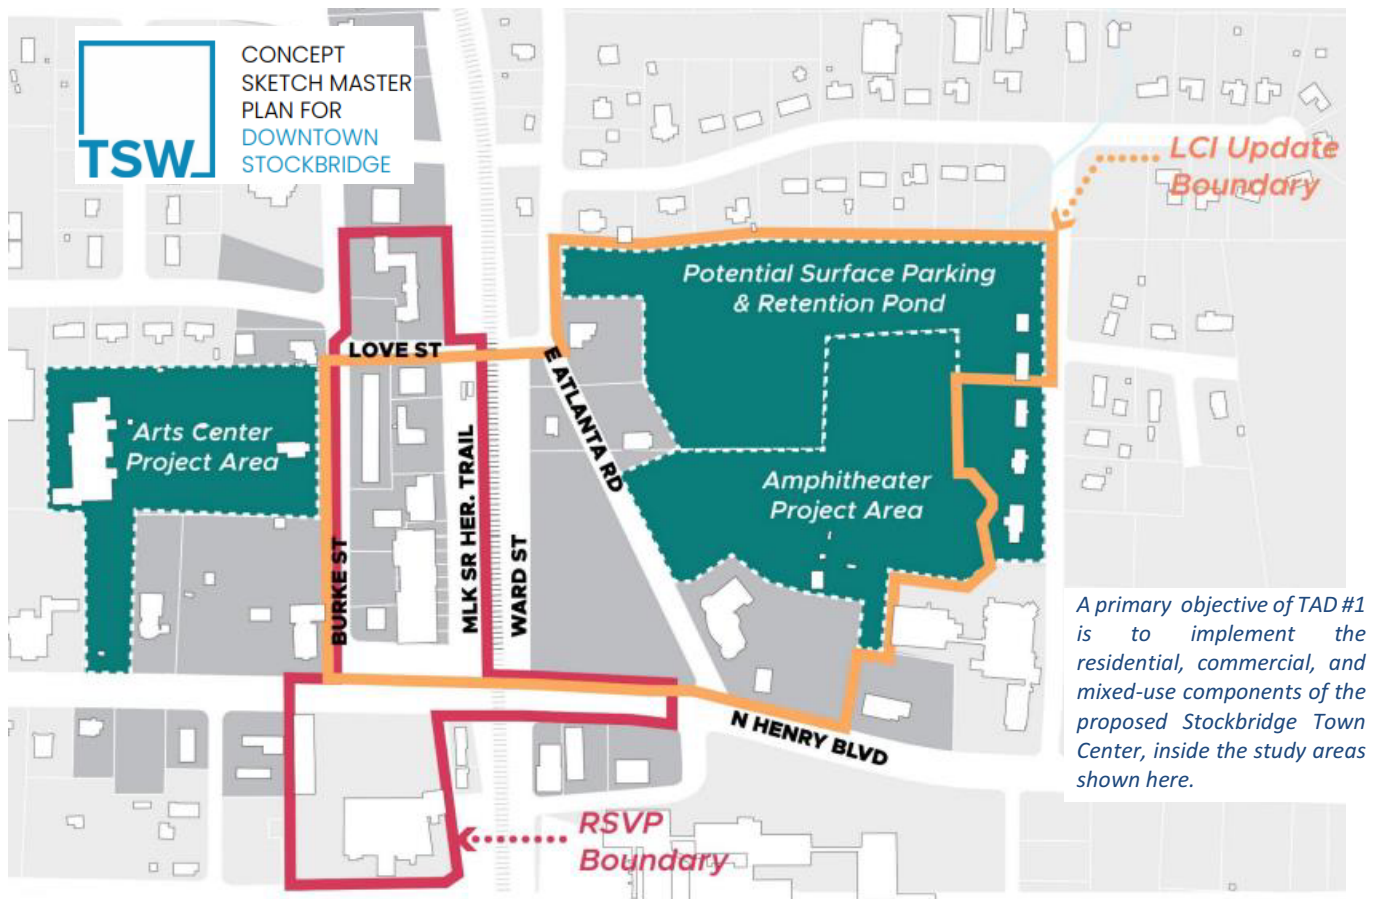 TSW
CONCEPT
SKETCH MASTER
PLAN FOR
DOWNTOWN
STOCKBRIDGE
LCI Update
Boundary
Potential Surface Parking
& Retention Pond
LOVE ST
E ATLANTA RD
Arts Center
Project Area
MLK SR HER. TRAIL
Amphitheater
Project Area
BURKE ST
WARD ST
A primary objective of TAD #1
is to implement the
residential, commercial, and
mixed-use components of the
proposed Stockbridge Town
Center, inside the study areas
shown here.
N HENRY BLVD
RSVP
Boundary